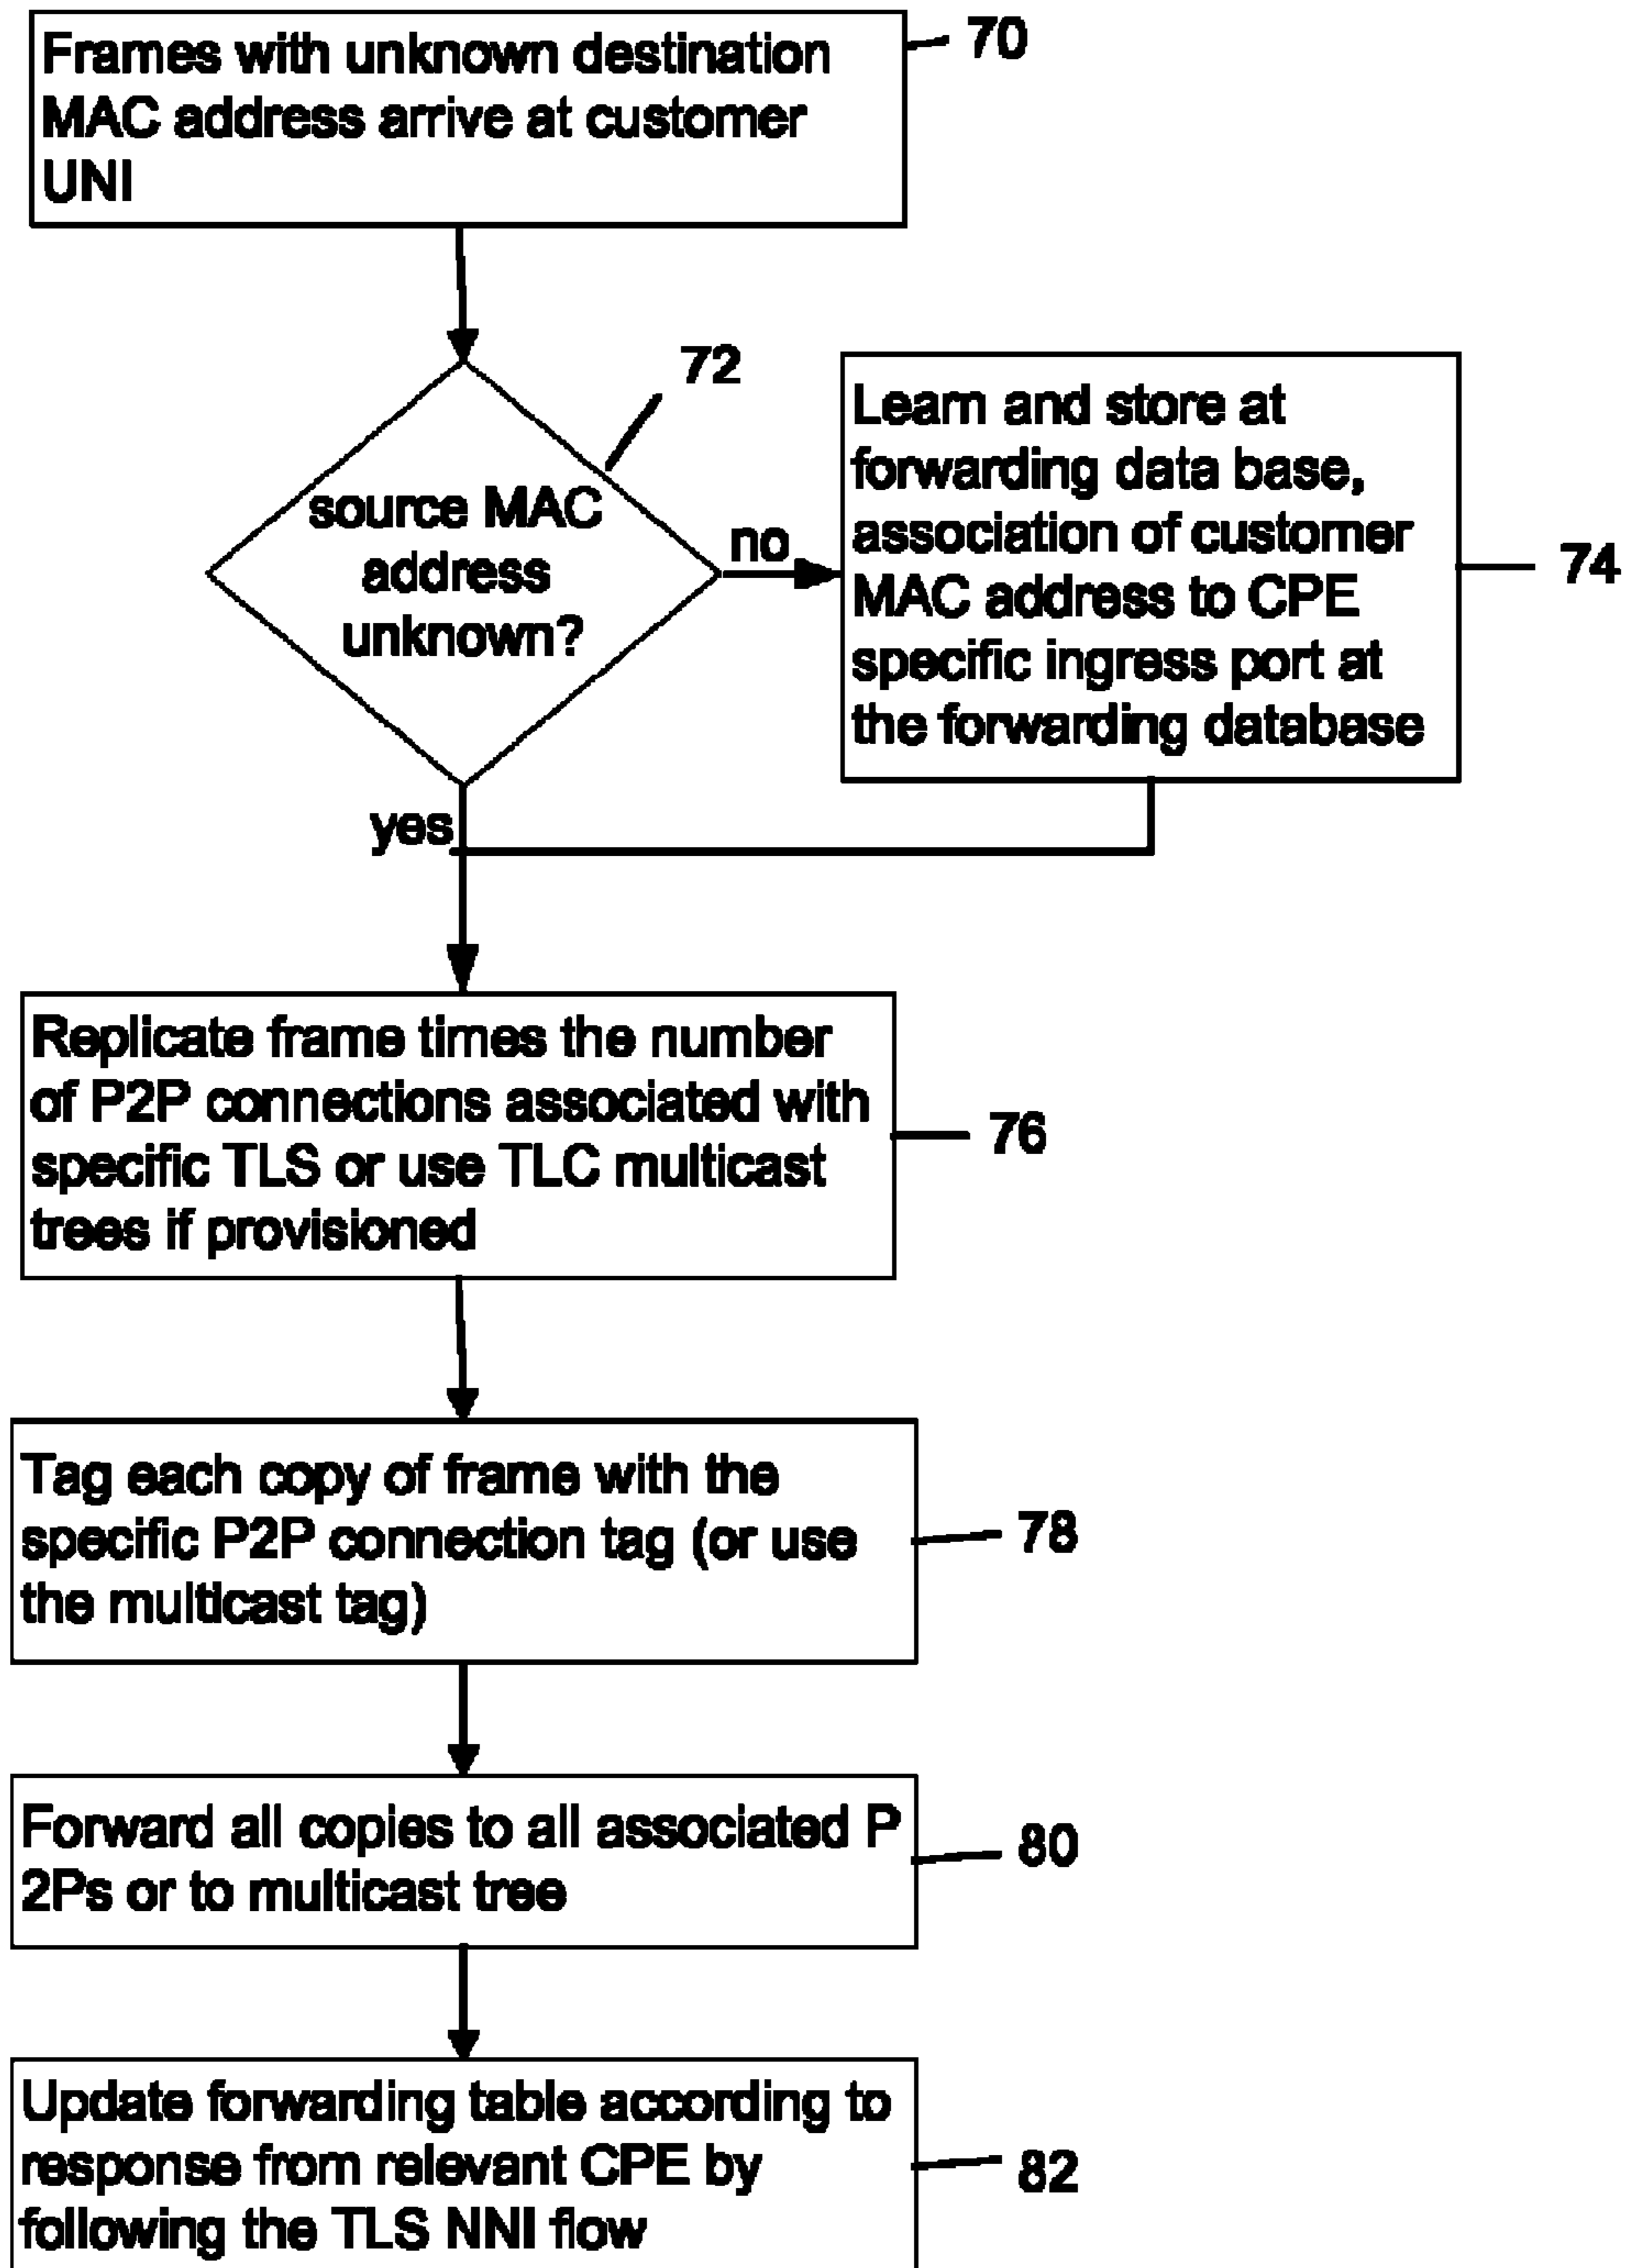 Frames with unknown destination
MAC address arrive at customer
UNI
70
72
source MAC
address
unknown?
no
yes
Learn and store at
forwarding data base,
association of customer
MAC address to CPE
specific ingress port at
the forwarding database
74
Replicate frame times the number
of P2P connections associated with
specific TLS or use TLC multicast
trees if provisioned
76
Tag each copy of frame with the
specific P2P connection tag (or use
the multicast tag)
78
Forward all copies to all associated P
2Ps or to multicast tree
80
Update forwarding table according to
response from relevant CPE by
following the TLS NNI flow
82